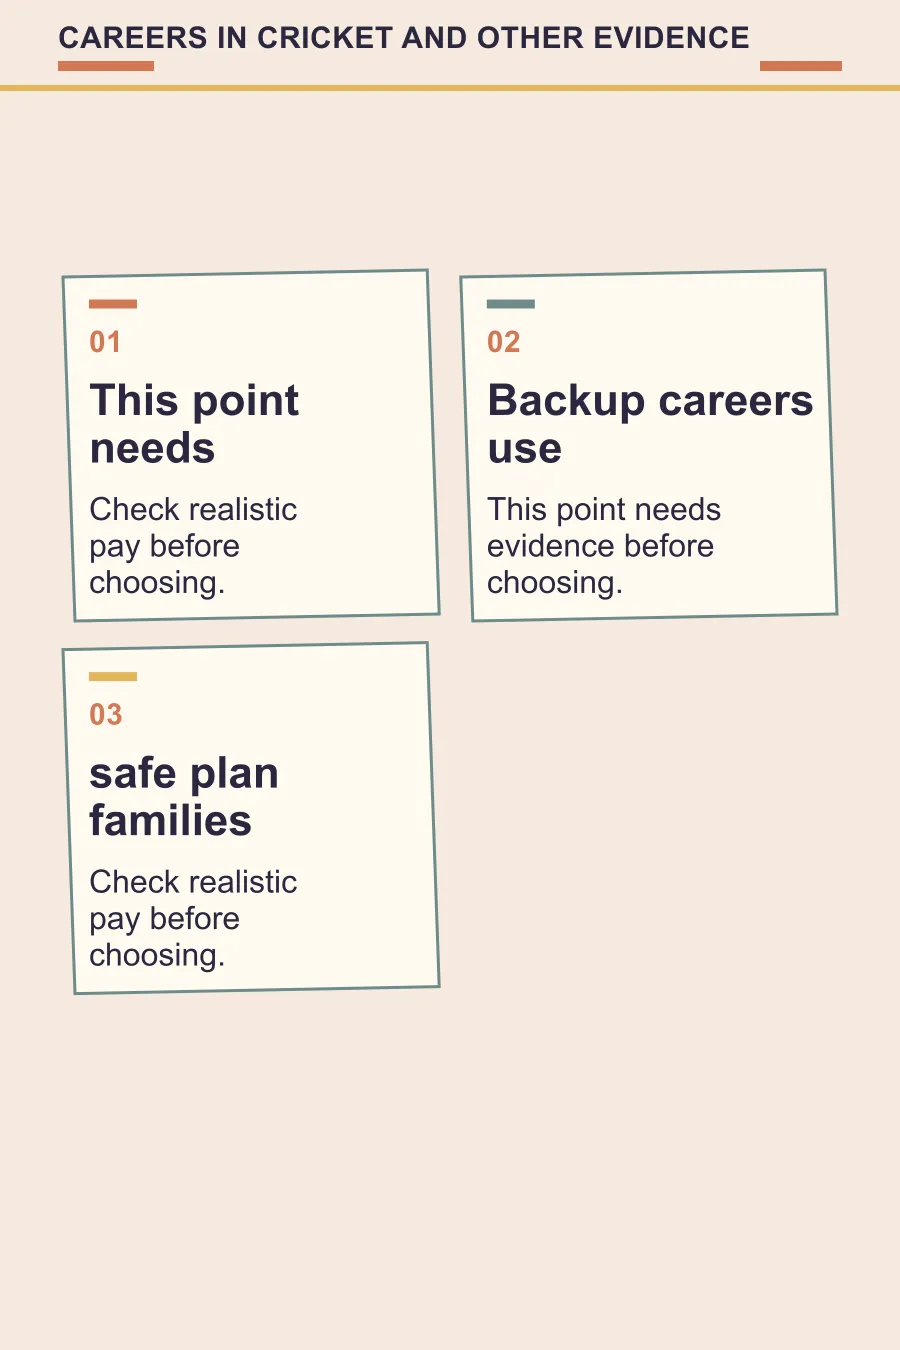 CAREERS IN CRICKET AND OTHER EVIDENCE
01
This point
needs
Check realistic
pay before
choosing.
02
Backup careers
use
This point needs
evidence before
choosing.
03
safe plan
families
Check realistic
pay before
choosing.